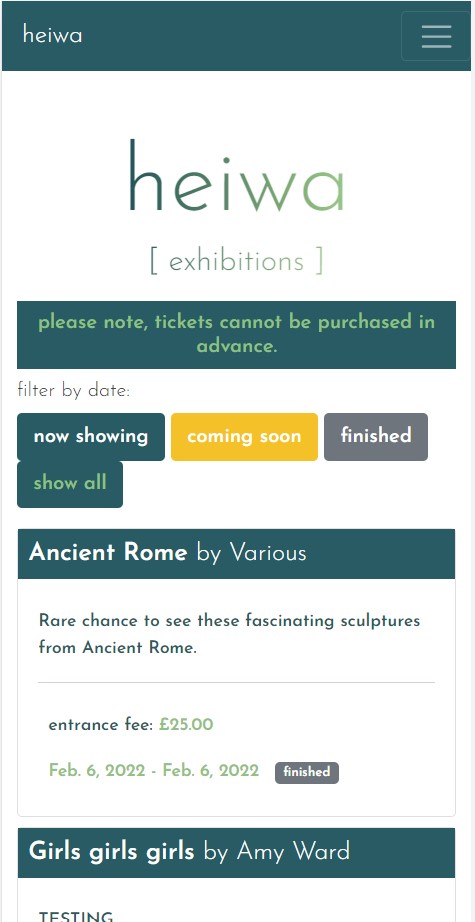 heiwa
heiwa
[ exhibitions ]
please note, tickets cannot be purchased in
advance.
filter by date:
now showing coming soon finished
show all
Ancient Rome by Various
Rare chance to see these fascinating sculptures
from Ancient Rome.
entrance fee: £25.00
Feb. 6, 2022 - Feb. 6, 2022 finished
Girls girls girls by Amy Ward
TESTING